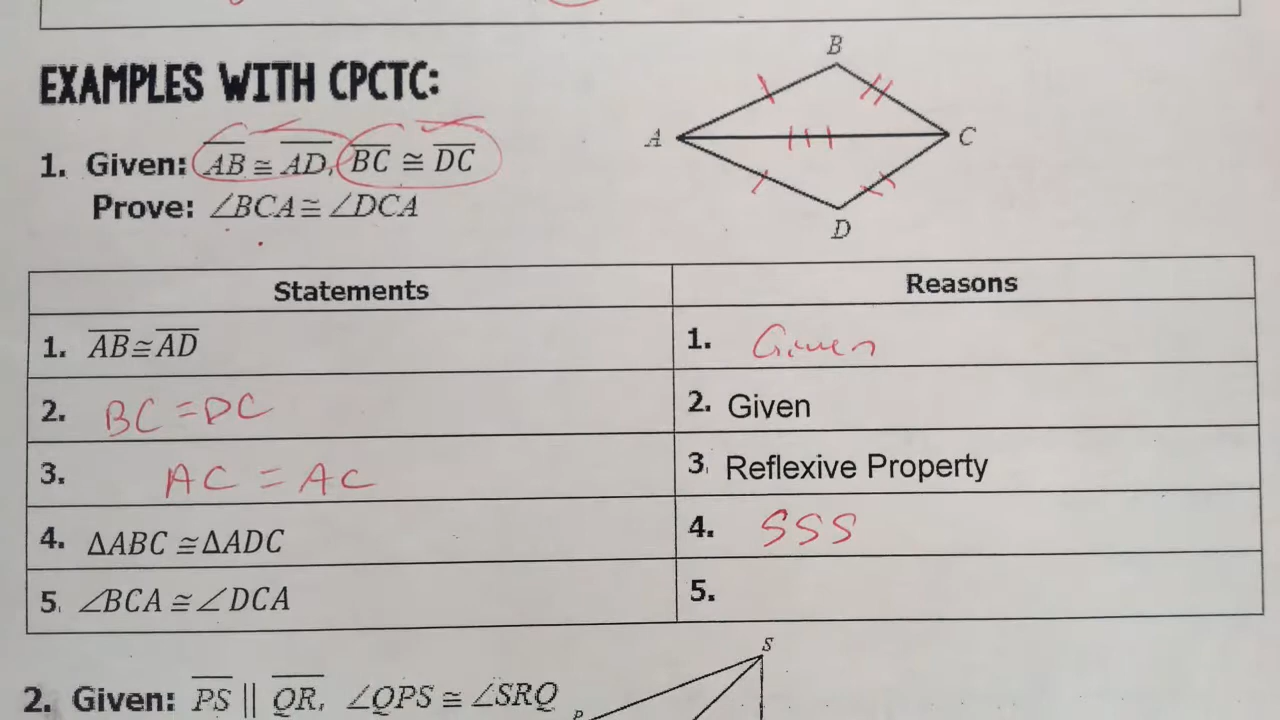 EXAMPLES WITH CPCTC:
1. Given: AB ≅ AD, BC ≅ DC
Prove: ∠BCA ≅ ∠DCA
B
A
C
D
Statements
Reasons
1. AB ≅ AD
1. Given
2. BC = DC
2. Given
3. AC = AC
3. Reflexive Property
4. ΔABC ≅ ΔADC
4. SSS
5. ∠BCA ≅ ∠DCA
5.
2. Given: PS || QR, ∠QPS ≅ ∠SRQ
S
P